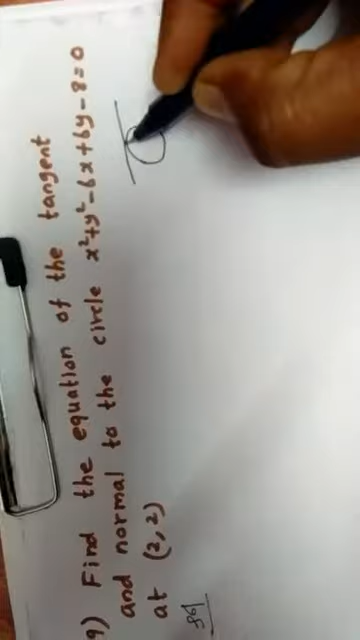 9) Find the equation of the tangent
and normal to the circle x²+y²-6x+6y-8=0
at (2,2)